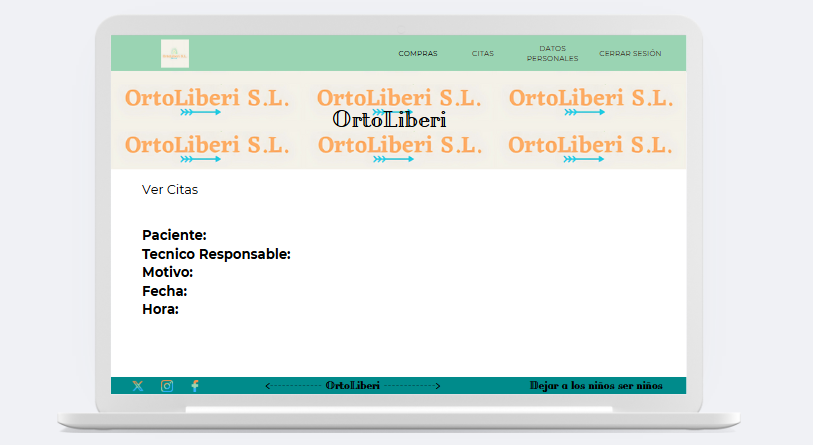 COMPRAS CITAS DATOS PERSONALES CERRAR SESIÓN
OrtoLiberi S.L. OrtoLiberi S.L. OrtoLiberi S.L.
OrtoLiberi
OrtoLiberi S.L. OrtoLiberi S.L. OrtoLiberi S.L.
Ver Citas
Paciente:
Tecnico Responsable:
Motivo:
Fecha:
Hora:
OrtoLiberi Dejar a los niños ser niños